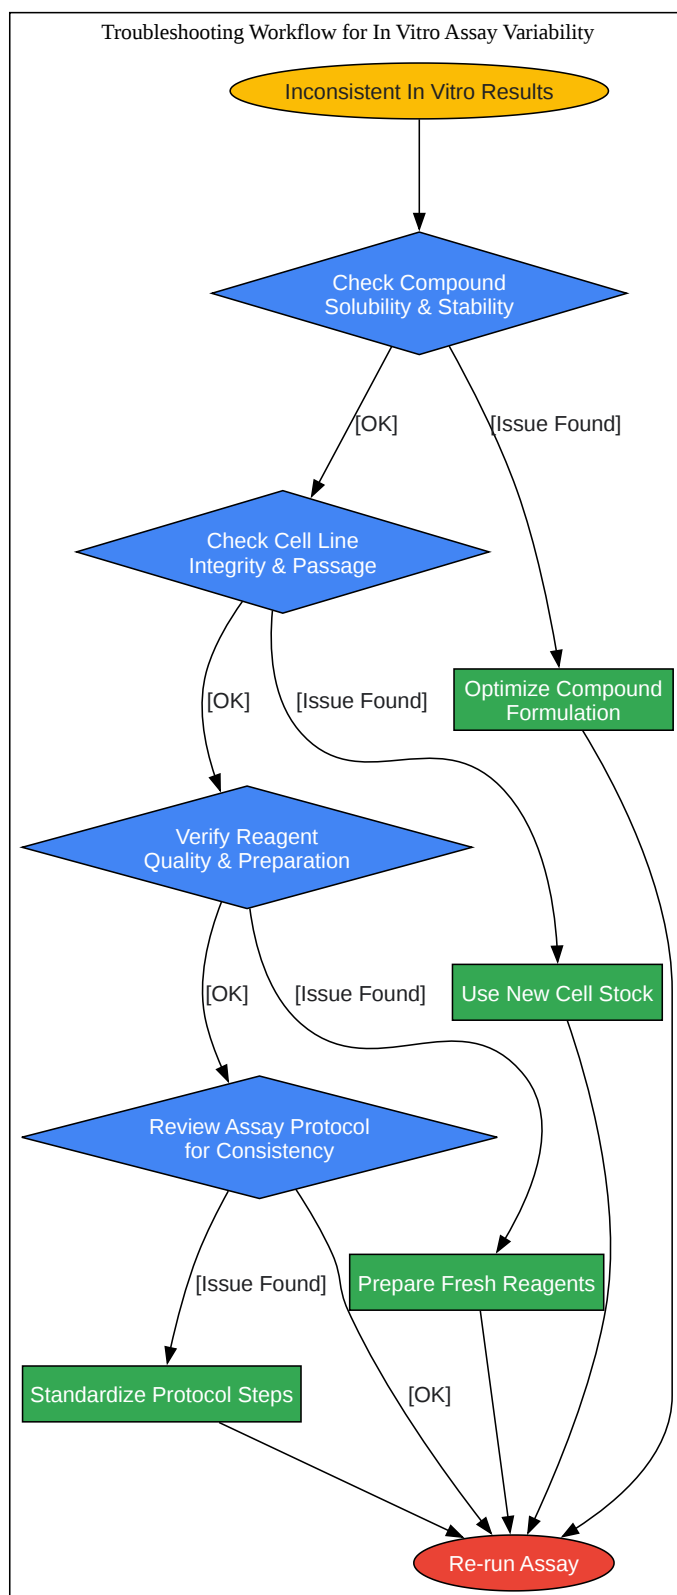 Troubleshooting Workflow for In Vitro Assay Variability
Inconsistent In Vitro Results
Check Compound
Solubility & Stability
[OK]
[Issue Found]
Check Cell Line
Integrity & Passage
Optimize Compound
Formulation
[OK]
[Issue Found]
Verify Reagent
Quality & Preparation
Use New Cell Stock
[OK]
[Issue Found]
Review Assay Protocol
for Consistency
[Issue Found]
Prepare Fresh Reagents
Standardize Protocol Steps
[OK]
Re-run Assay